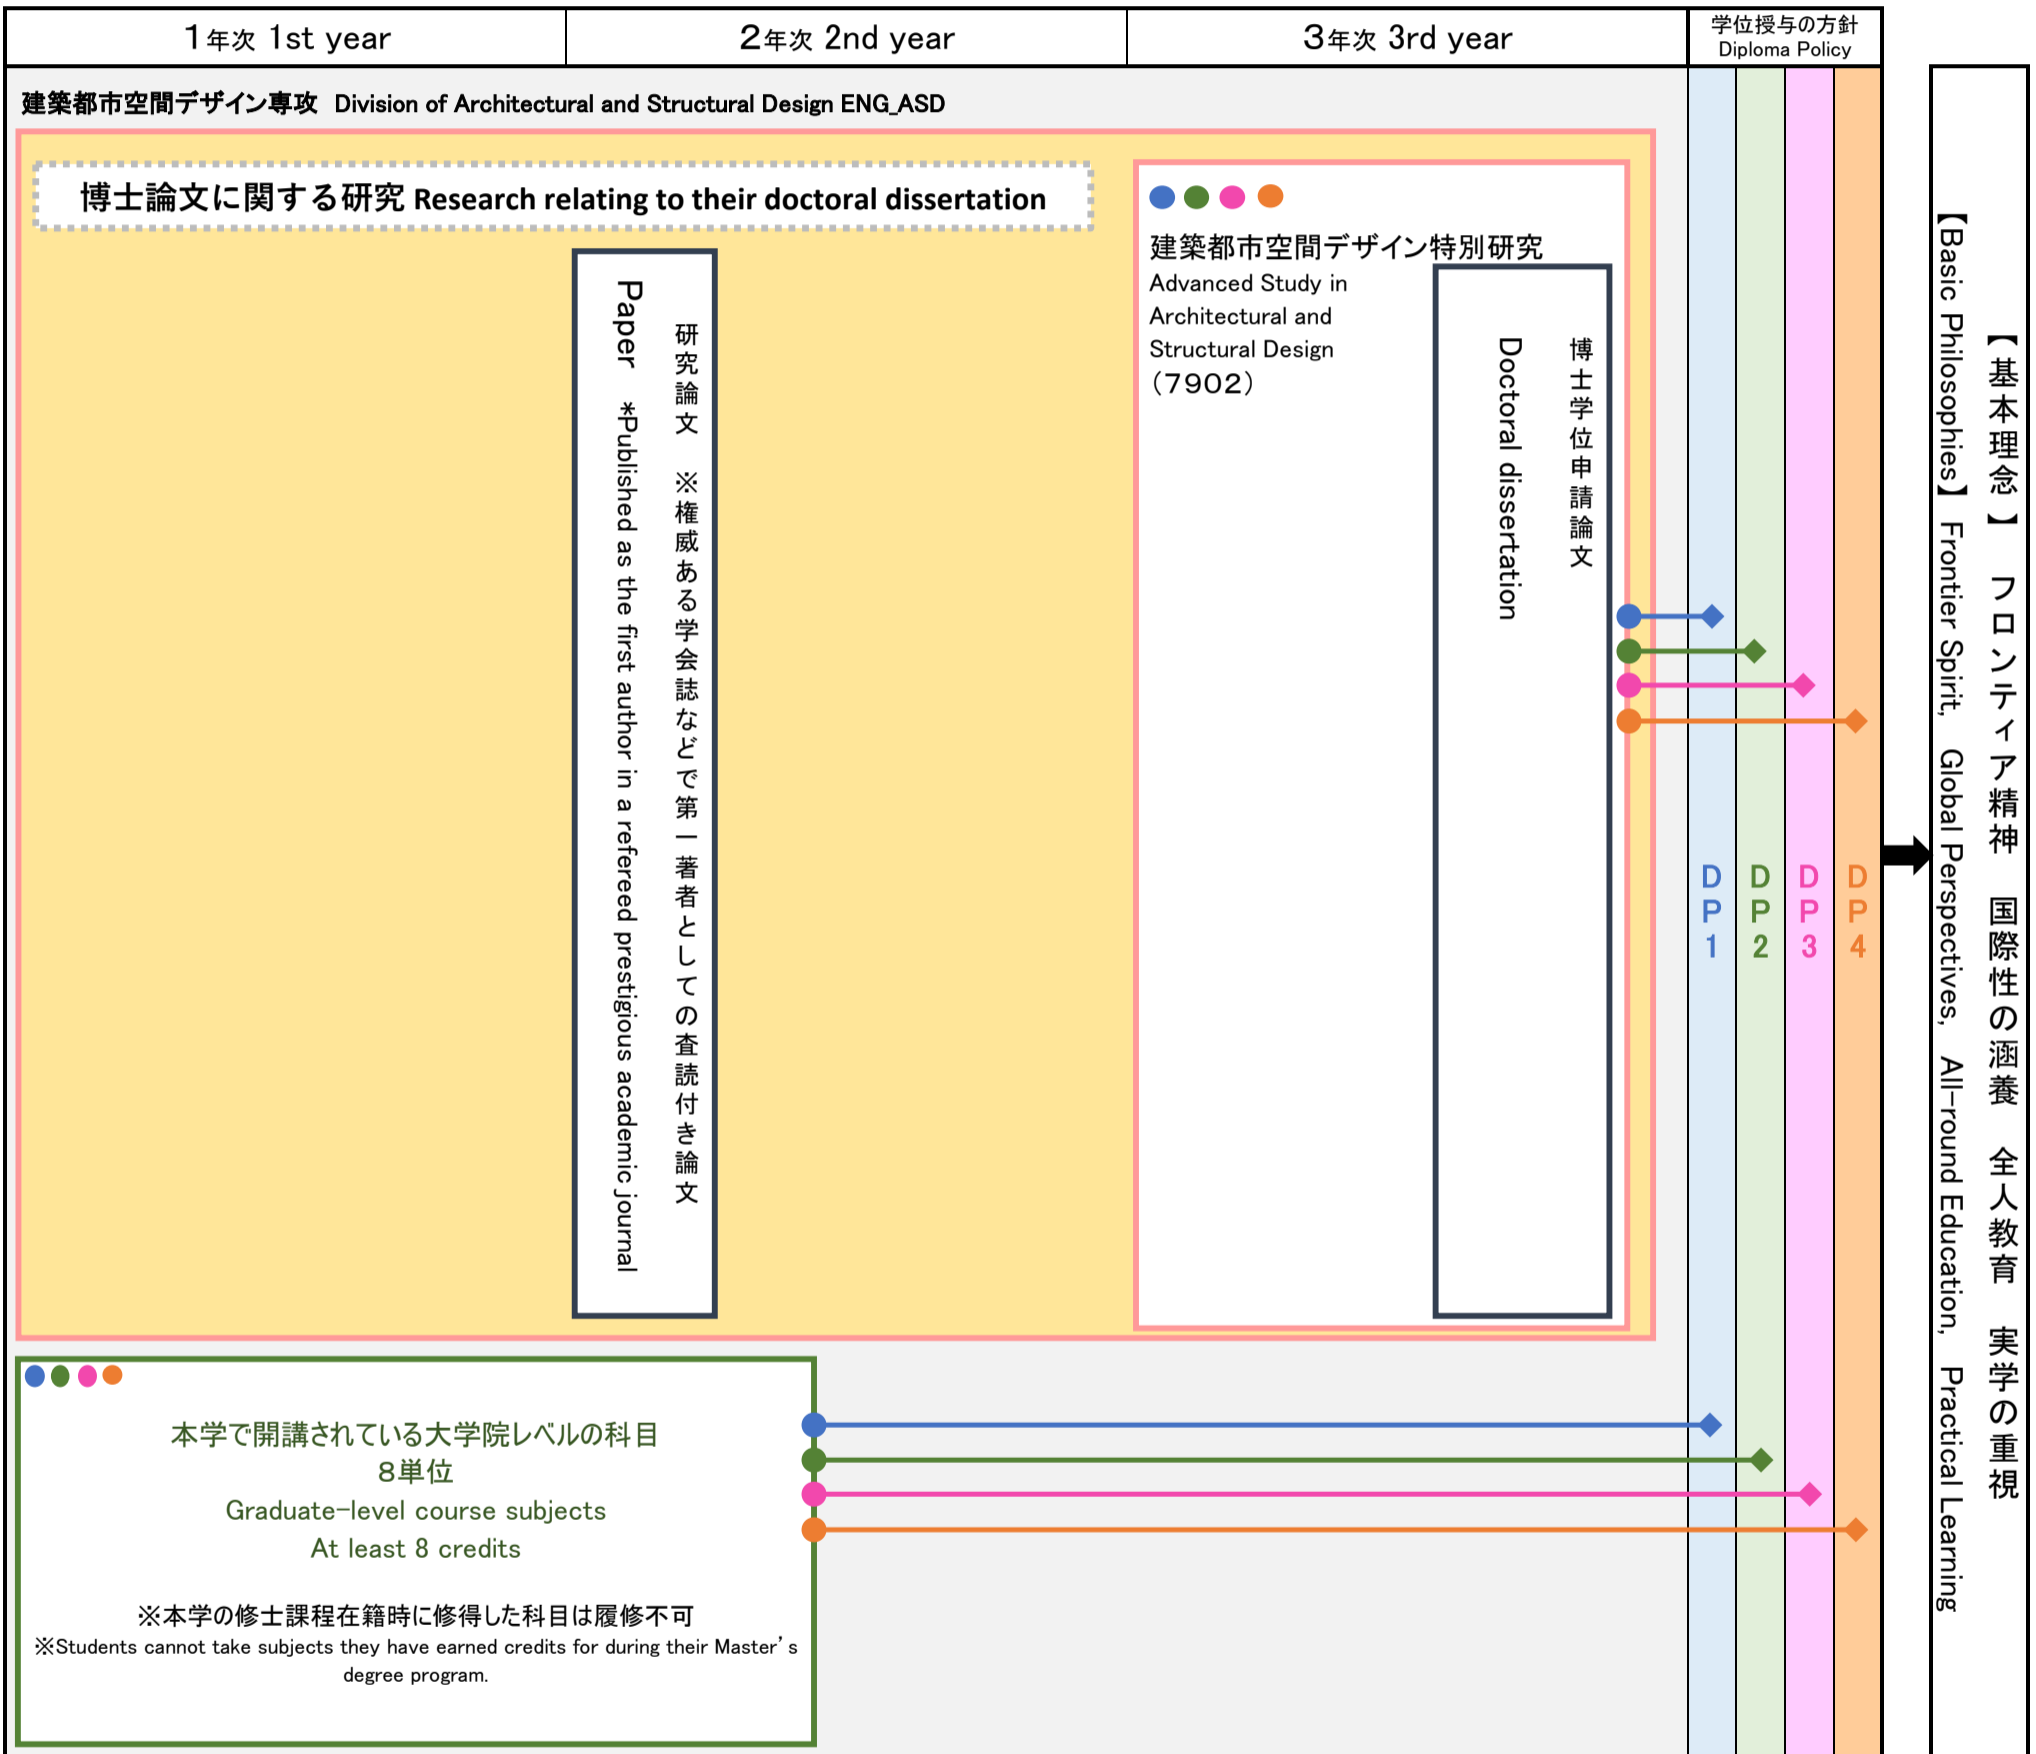 1年次 1st year
2年次 2nd year
3年次 3rd year
学位授与の方針
Diploma Policy
建築都市空間デザイン専攻 Division of Architectural and Structural Design ENG_ASD
博士論文に関する研究 Research relating to their doctoral dissertation
研究論文 ※権威ある学会誌などで第一著者としての査読付き論文
Paper *Published as the first author in a refereed prestigious academic journal
建築都市空間デザイン特別研究
Advanced Study in
Architectural and
Structural Design
(7902)
博士学位申請論文
Doctoral dissertation
DP1
DP2
DP3
DP4
本学で開講されている大学院レベルの科目
8単位
Graduate-level course subjects
At least 8 credits
※本学の修士課程在籍時に修得した科目は履修不可
※Students cannot take subjects they have earned credits for during their Master's
degree program.
【基本理念】 フロンティア精神 国際性の涵養 全人教育 実学の重視
【Basic Philosophies】 Frontier Spirit, Global Perspectives, All-round Education, Practical Learning